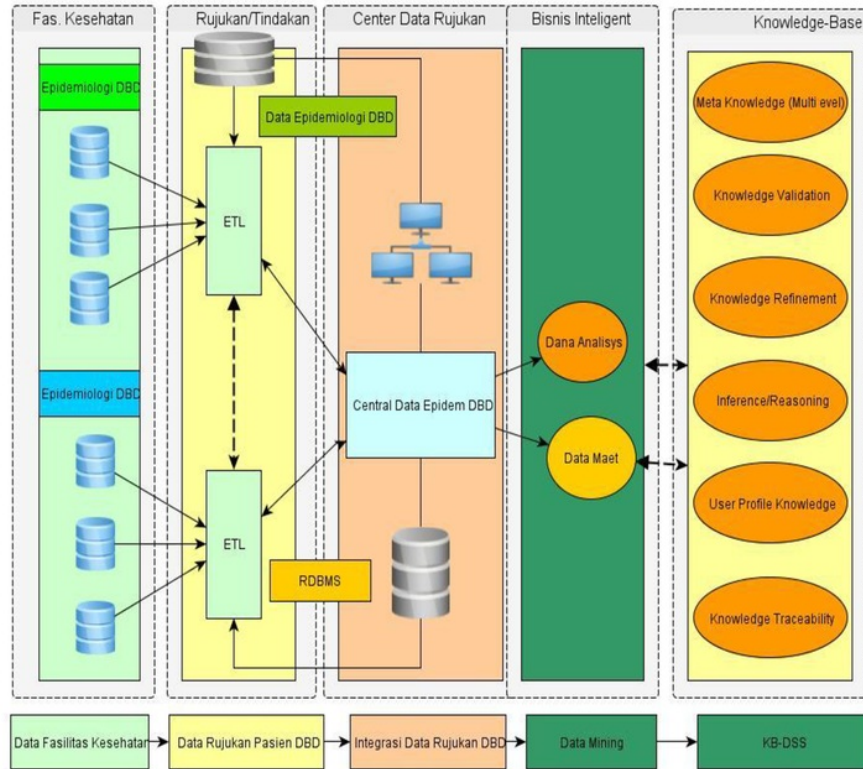 Fas. Kesehatan
Rujukan/Tindakan
Center Data Rujukan
Bisnis Inteligent
Knowledge-Base
Epidemiologi DBD
Data Epidemiologi DBD
ETL
Epidemiologi DBD
ETL
RDBMS
Central Data Epidem DBD
Dana Analisys
Data Maet
Meta Knowledge (Multi evel)
Knowledge Validation
Knowledge Refinement
Inference/Reasoning
User Profile Knowledge
Knowledge Traceability
Data Fasilitas Kesehatan
Data Rujukan Pasien DBD
Integrasi Data Rujukan DBD
Data Mining
KB-DSS